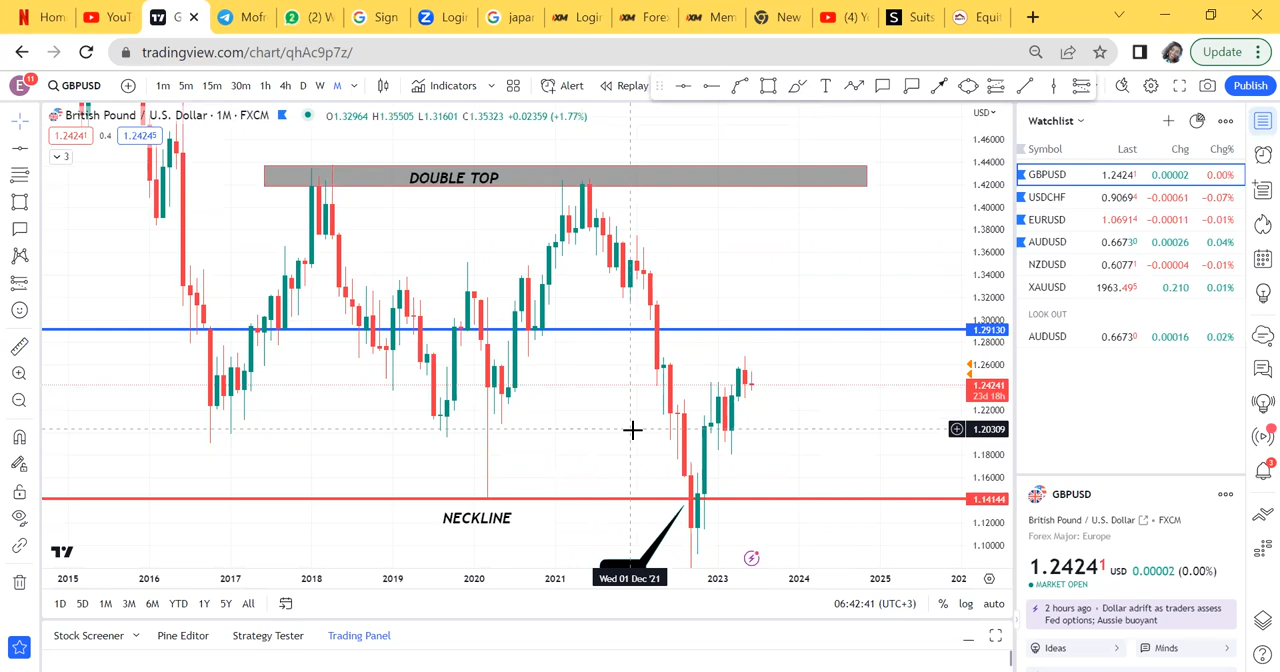 Hom YouT G Mofr (2) W Sign Login japar Login Fore Mem New (4) Y Suits Equit
tradingview.com/chart/qhAc9p7z/ Update
E 11 GBPUSD 1m 5m 15m 30m 1h 4h D W M Indicators Alert Replay Publish
British Pound / U.S. Dollar · 1M · FXCM O1.32964 H1.35505 L1.31601 C1.35323 +0.02359 (+1.77%) USD
1.24241 0.4 1.24245
3
DOUBLE TOP
NECKLINE
1.46000
1.44000
1.42000
1.40000
1.38000
1.36000
1.34000
1.32000
1.30000
1.29130
1.28000
1.26000
1.24241
23d 18h
1.22000
1.20309
1.18000
1.16000
1.14144
1.12000
1.10000
Wed 01 Dec '21
2015 2016 2017 2018 2019 2020 2021 2023 2024 2025 202
1D 5D 1M 3M 6M YTD 1Y 5Y All 06:42:41 (UTC+3) % log auto
Stock Screener Pine Editor Strategy Tester Trading Panel
Watchlist
Symbol Last Chg Chg%
GBPUSD 1.24241 0.00002 0.00%
USDCHF 0.90694 −0.00061 −0.07%
EURUSD 1.06914 −0.00011 −0.01%
AUDUSD 0.66730 0.00026 0.04%
NZDUSD 0.60771 −0.00004 −0.01%
XAUUSD 1963.495 0.210 0.01%
LOOK OUT
AUDUSD 0.66730 0.00016 0.02%
GBPUSD
British Pound / U.S. Dollar · FXCM
Forex Major: Europe
1.24241 USD 0.00002 (0.00%)
MARKET OPEN
2 hours ago · Dollar adrift as traders assess
Fed options; Aussie buoyant
Ideas Minds
3